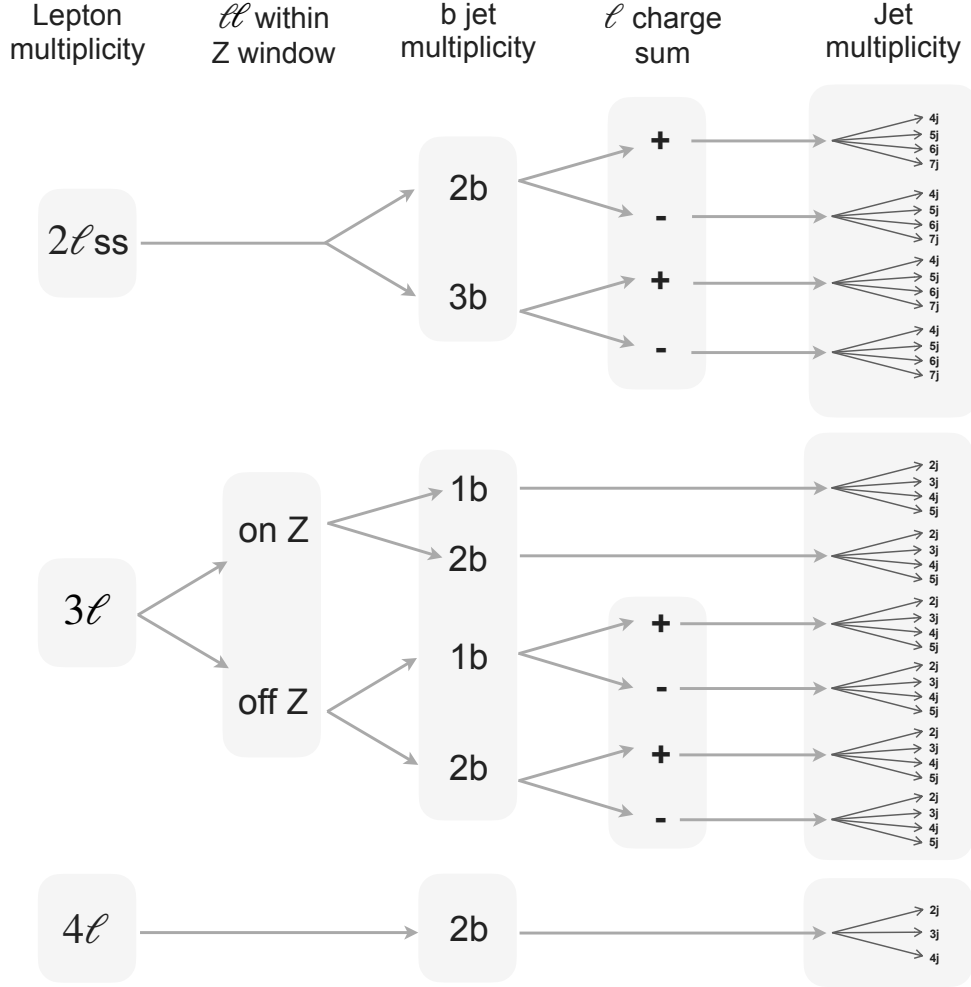 Lepton multiplicity
ℓℓ within Z window
b jet multiplicity
ℓ charge sum
Jet multiplicity
2ℓ ss
2b
+
4j
5j
6j
7j
-
4j
5j
6j
7j
3b
+
4j
5j
6j
7j
-
4j
5j
6j
7j
3ℓ
on Z
1b
2j
3j
4j
5j
2b
2j
3j
4j
5j
off Z
1b
+
2j
3j
4j
5j
-
2j
3j
4j
5j
2b
+
2j
3j
4j
5j
-
2j
3j
4j
5j
4ℓ
2b
2j
3j
4j